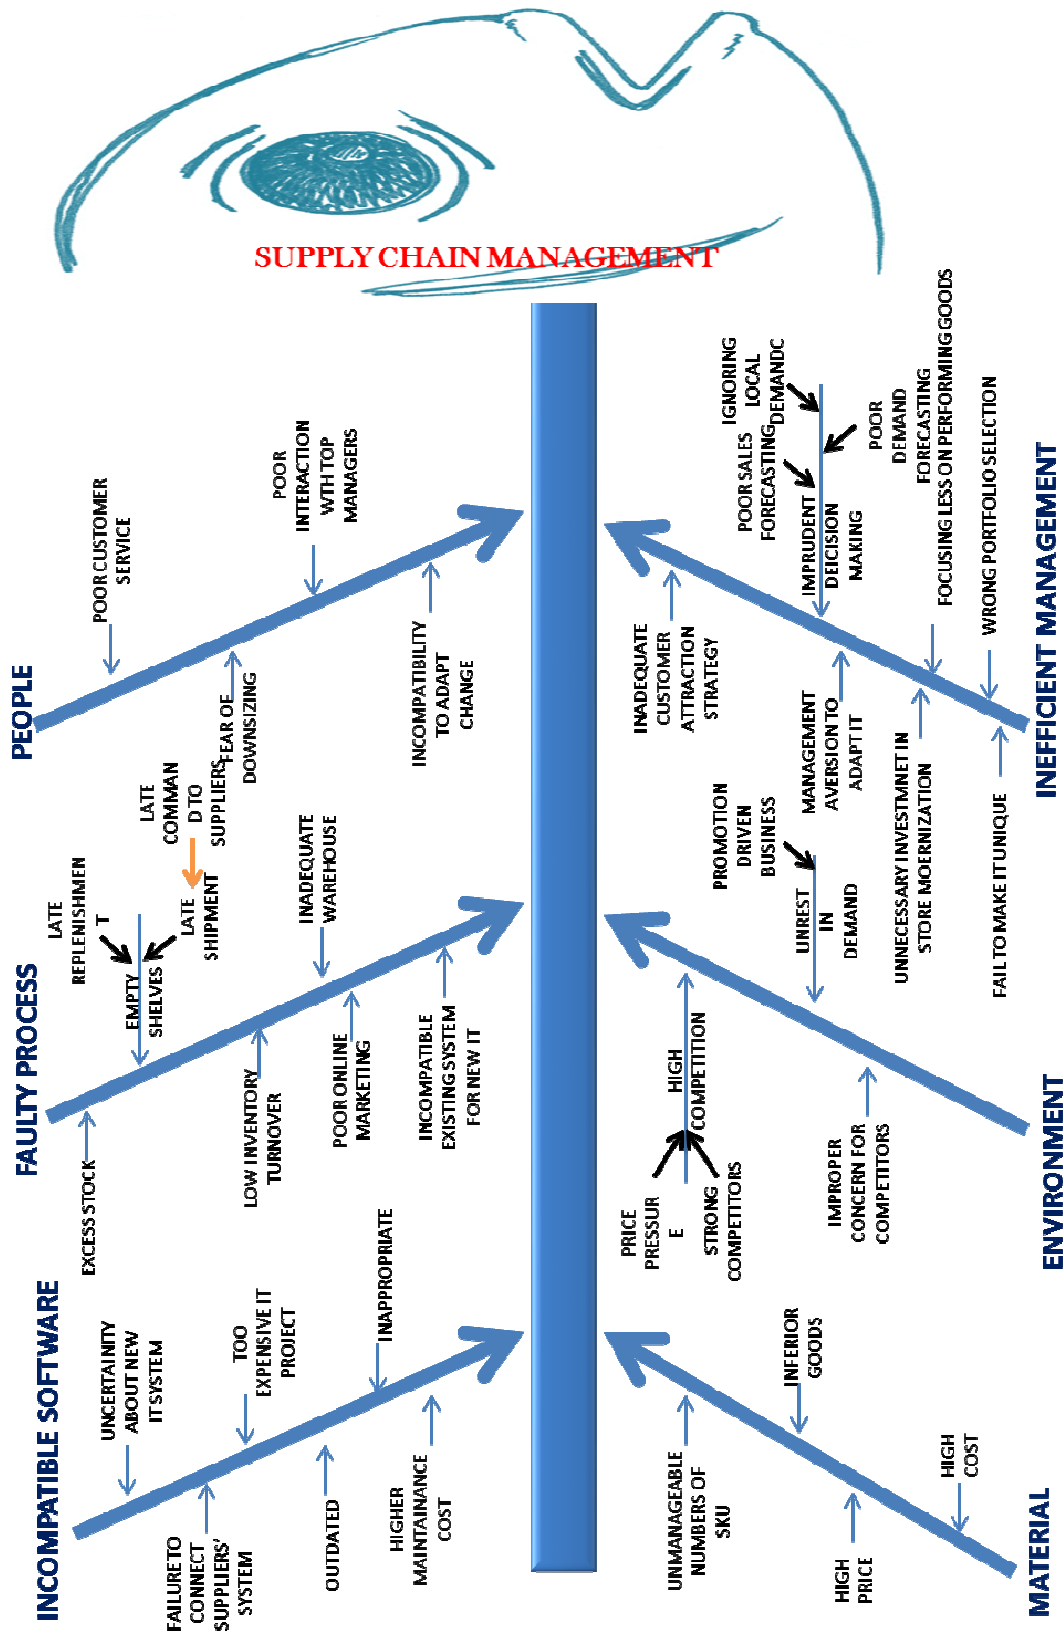 SUPPLY CHAIN MANAGEMENT
INCOMPATIBLE SOFTWARE
UNCERTAINITY
ABOUT NEW
IT SYSTEM
FAILURE TO
CONNECT
SUPPLIERS'
SYSTEM
TOO
EXPENSIVE IT
PROJECT
OUTDATED
INAPPROPRIATE
HIGHER
MAINTAINANCE
COST
FAULTY PROCESS
EXCESS STOCK
LATE
REPLENISHMEN
T
EMPTY
SHELVES
LATE
SHIPMENT
LATE
COMMAN
D TO
SUPPLIERS
LOW INVENTORY
TURNOVER
INADEQUATE
WAREHOUSE
POOR ONLINE
MARKETING
INCOMPATIBLE
EXISTING SYSTEM
FOR NEW IT
PEOPLE
POOR CUSTOMER
SERVICE
FEAR OF
DOWNSIZING
POOR
INTERACTION
WTH TOP
MANAGERS
INCOMPATIBILITY
TO ADAPT
CHANGE
UNMANAGEABLE
NUMBERS OF
SKU
INFERIOR
GOODS
HIGH
PRICE
HIGH
COST
MATERIAL
PRICE
PRESSUR
E
HIGH
COMPETITION
STRONG
COMPETITORS
PROMOTION
DRIVEN
BUSINESS
UNREST
IN
DEMAND
IMPROPER
CONCERN FOR
COMPETITORS
ENVIRONMENT
INADEQUATE
CUSTOMER
ATTRACTION
STRATEGY
IGNORING
LOCAL
DEMANDC
POOR SALES
FORECASTING
IMPRUDENT
DEICISION
MAKING
POOR
DEMAND
FORECASTING
MANAGEMENT
AVERSION TO
ADAPT IT
FOCUSING LESS ON PERFORMING GOODS
UNNECESSARY INVESTMNET IN
STORE MOERNIZATION
WRONG PORTFOLIO SELECTION
FAIL TO MAKE IT UNIQUE
INEFFICIENT MANAGEMENT